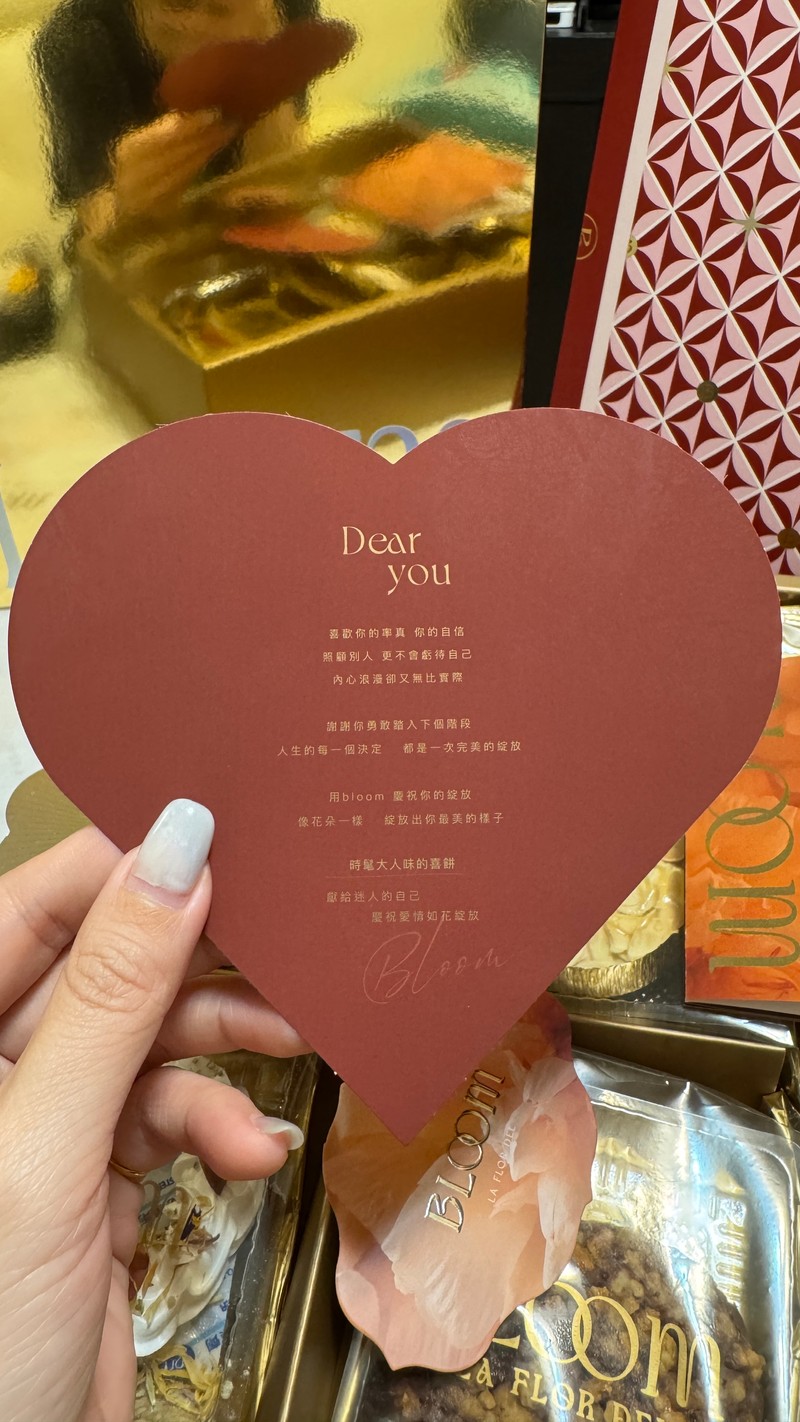 Dear
you
喜歡你的率真 你的自信
照顧別人 更不會虧待自己
內心浪漫卻又無比實際
謝謝你勇敢踏入下個階段
人生的每一個決定 都是一次完美的綻放
用bloom 慶祝你的綻放
像花朵一樣 綻放出你最美的樣子
時髦大人味的喜餅
獻給迷人的自己
慶祝愛情如花綻放
Bloom
BLOOM
LA FLOR DEL
BLOOM
LA FLOR DE